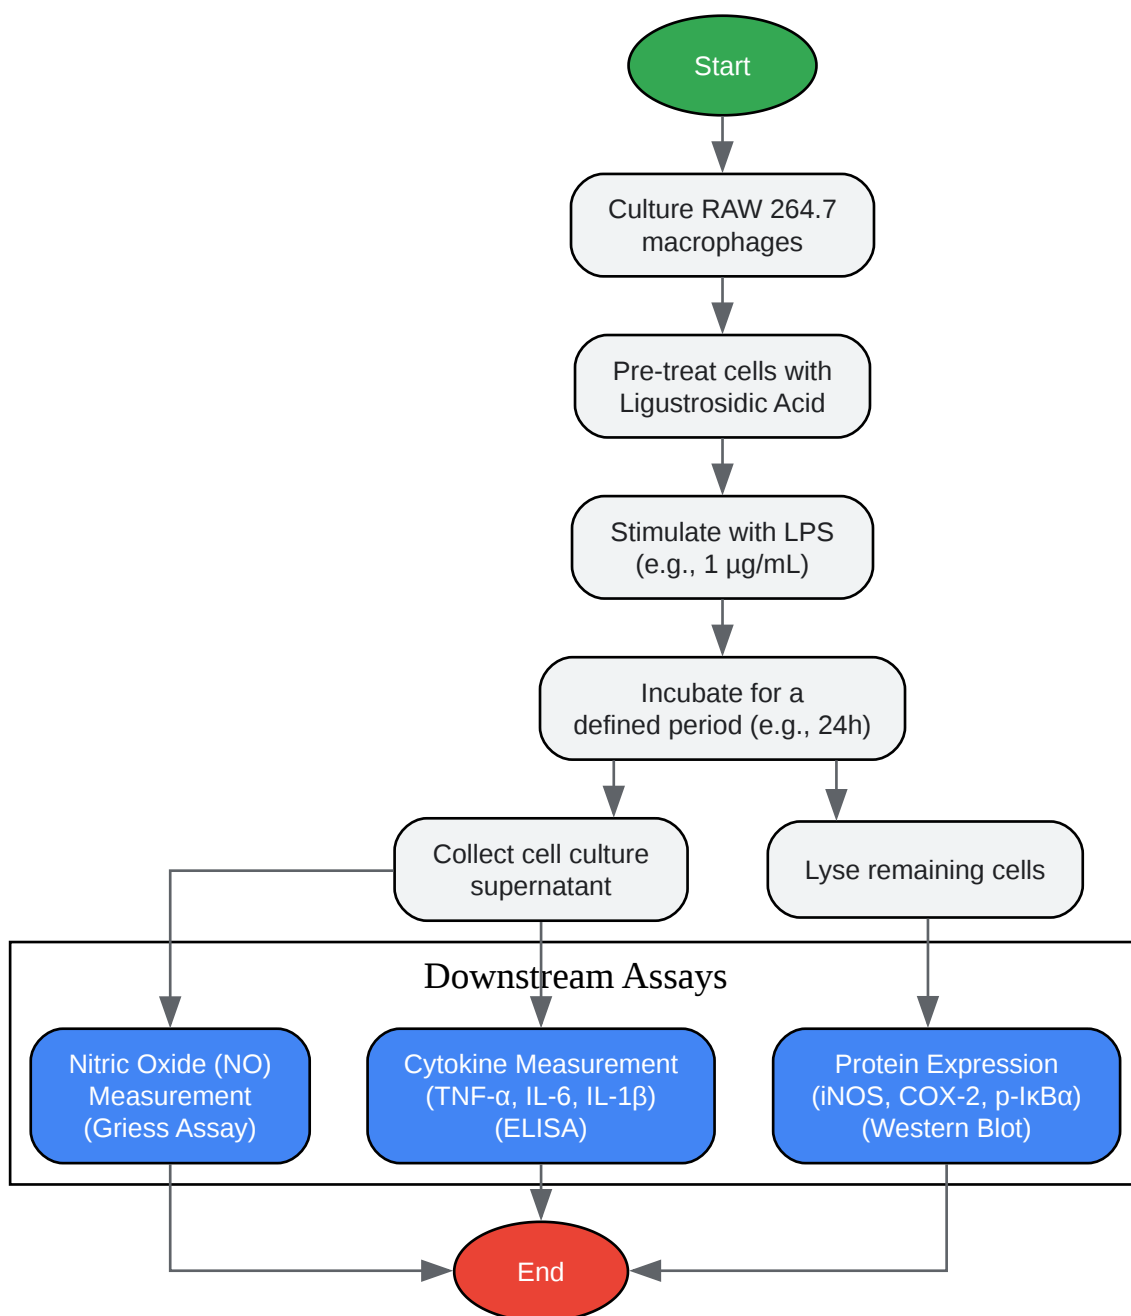 Start
Culture RAW 264.7
macrophages
Pre-treat cells with
Ligustrosidic Acid
Stimulate with LPS
(e.g., 1 µg/mL)
Incubate for a
defined period (e.g., 24h)
Collect cell culture
supernatant
Lyse remaining cells
Downstream Assays
Nitric Oxide (NO)
Measurement
(Griess Assay)
Cytokine Measurement
(TNF-α, IL-6, IL-1β)
(ELISA)
Protein Expression
(iNOS, COX-2, p-IκBα)
(Western Blot)
End